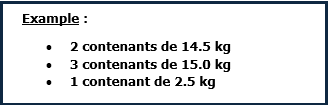 Example :
• 2 contenants de 14.5 kg
• 3 contenants de 15.0 kg
• 1 contenant de 2.5 kg